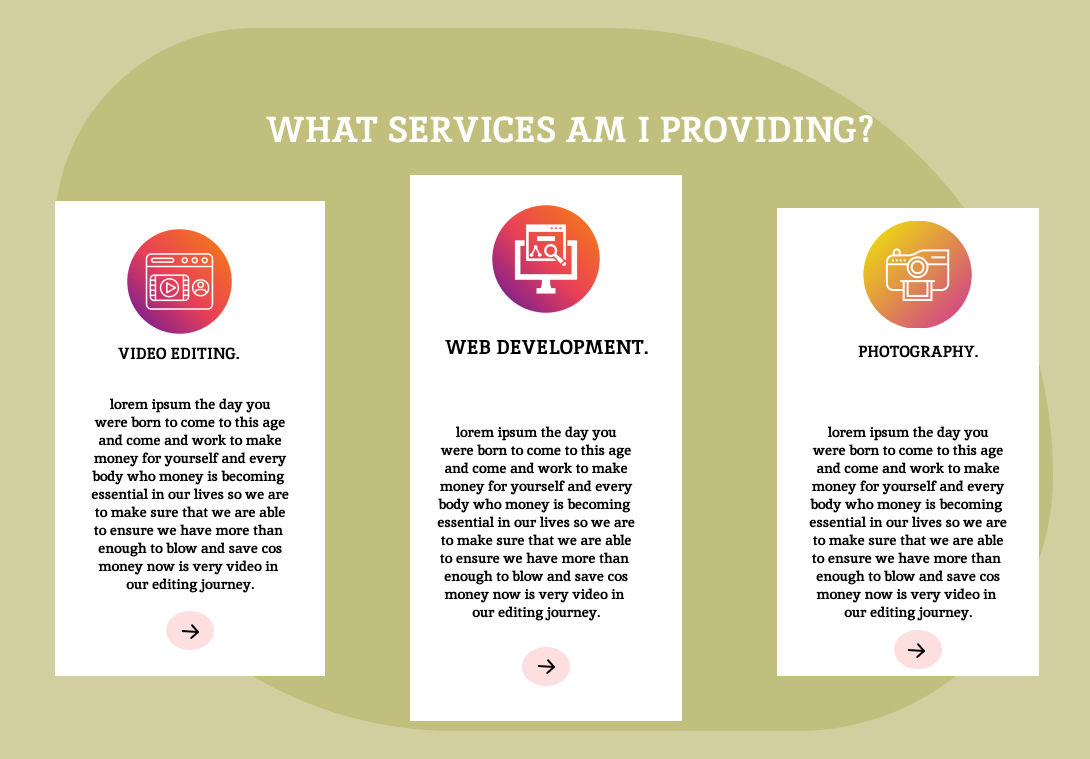 WHAT SERVICES AM I PROVIDING?
VIDEO EDITING.
lorem ipsum the day you
were born to come to this age
and come and work to make
money for yourself and every
body who money is becoming
essential in our lives so we are
to make sure that we are able
to ensure we have more than
enough to blow and save cos
money now is very video in
our editing journey.
WEB DEVELOPMENT.
lorem ipsum the day you
were born to come to this age
and come and work to make
money for yourself and every
body who money is becoming
essential in our lives so we are
to make sure that we are able
to ensure we have more than
enough to blow and save cos
money now is very video in
our editing journey.
PHOTOGRAPHY.
lorem ipsum the day you
were born to come to this age
and come and work to make
money for yourself and every
body who money is becoming
essential in our lives so we are
to make sure that we are able
to ensure we have more than
enough to blow and save cos
money now is very video in
our editing journey.